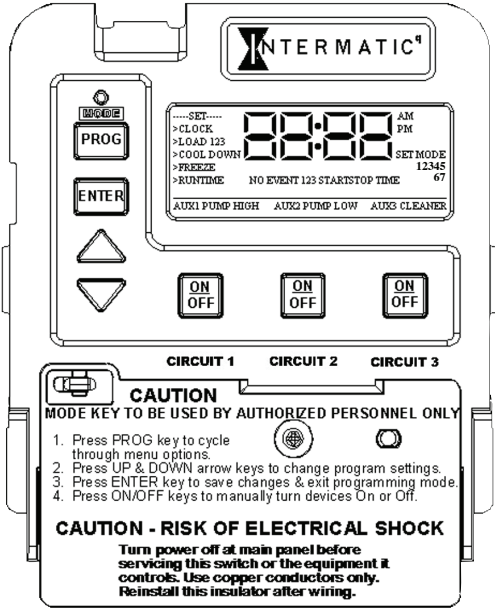 INTERMATIC
MODE
PROG
ENTER
----SET-----
>CLOCK
>LOAD 123
>COOL DOWN
>FREEZE
>RUNTIME
88:88
AM
PM
SET MODE
12345
67
NO EVENT 123 STARTSTOP TIME
AUX1 PUMP HIGH AUX2 PUMP LOW AUX3 CLEANER
ON
OFF
ON
OFF
ON
OFF
CIRCUIT 1 CIRCUIT 2 CIRCUIT 3
CAUTION
MODE KEY TO BE USED BY AUTHORIZED PERSONNEL ONLY
1. Press PROG key to cycle
through menu options.
2. Press UP & DOWN arrow keys to change program settings.
3. Press ENTER key to save changes & exit programming mode.
4. Press ON/OFF keys to manually turn devices On or Off.
CAUTION - RISK OF ELECTRICAL SHOCK
Turn power off at main panel before
servicing this switch or the equipment it
controls. Use copper conductors only.
Reinstall this insulator after wiring.